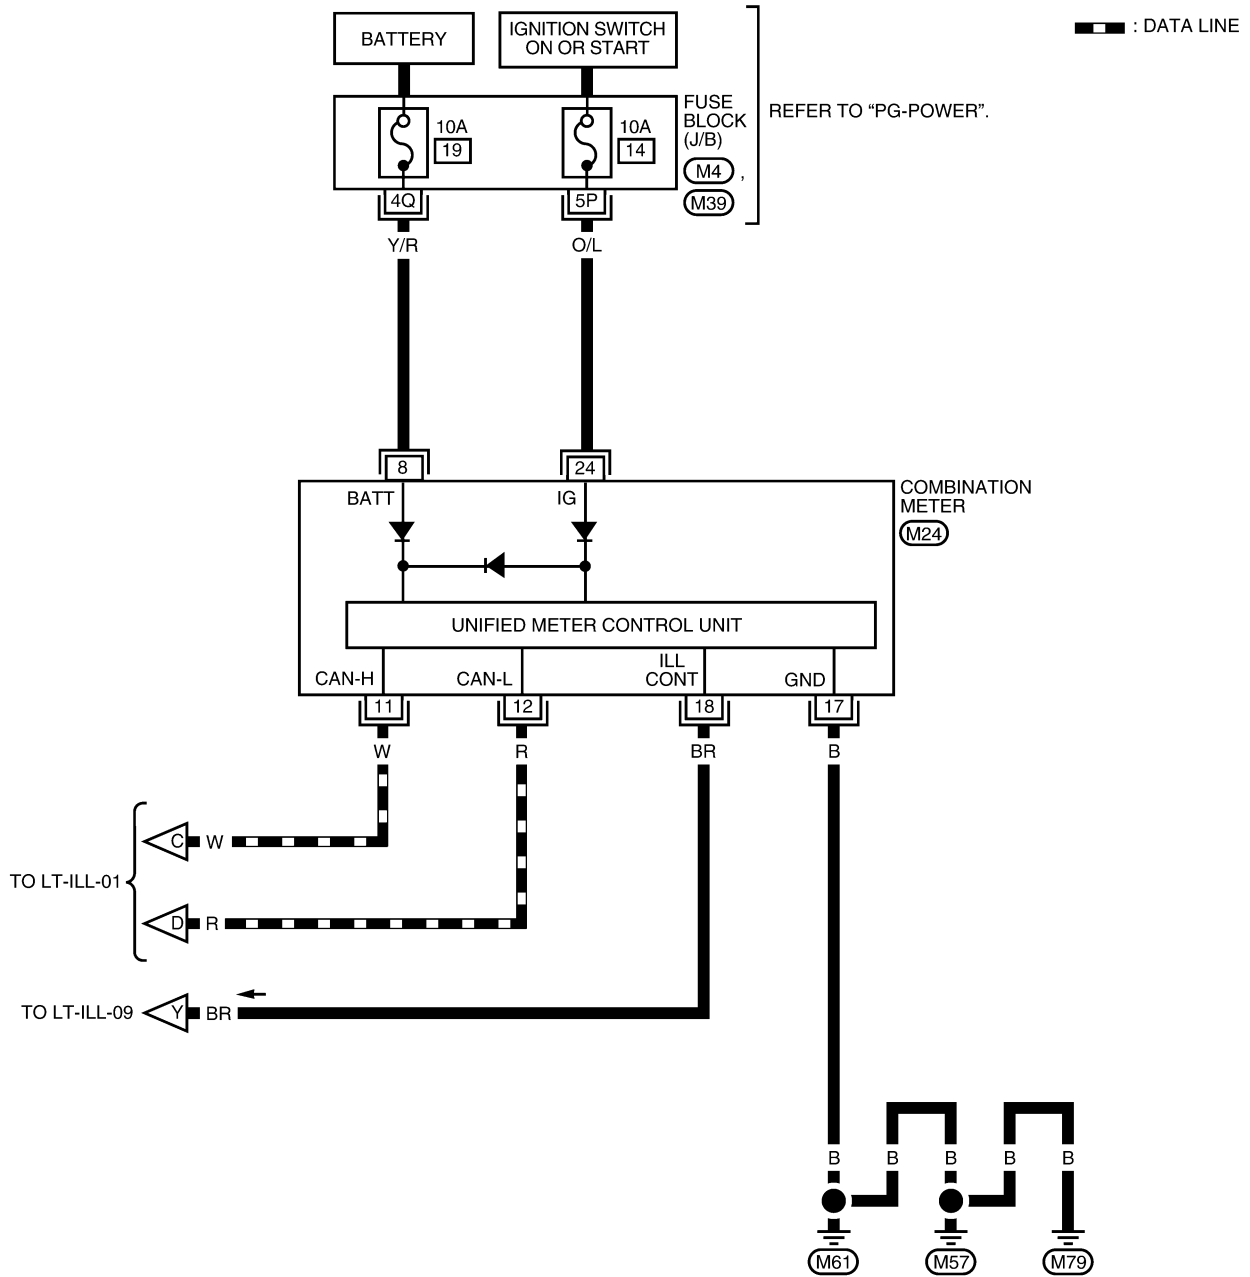 BATTERY
IGNITION SWITCH
ON OR START
: DATA LINE
10A
19
10A
14
FUSE
BLOCK
(J/B)
M4 ,
M39
REFER TO “PG-POWER”.
4Q
5P
Y/R
O/L
8
24
BATT
IG
COMBINATION
METER
M24
UNIFIED METER CONTROL UNIT
CAN-H
CAN-L
ILL
CONT
GND
11
12
18
17
W
R
BR
B
C
W
TO LT-ILL-01
D
R
TO LT-ILL-09
Y
BR
B
B
B
B
B
M61
M57
M79